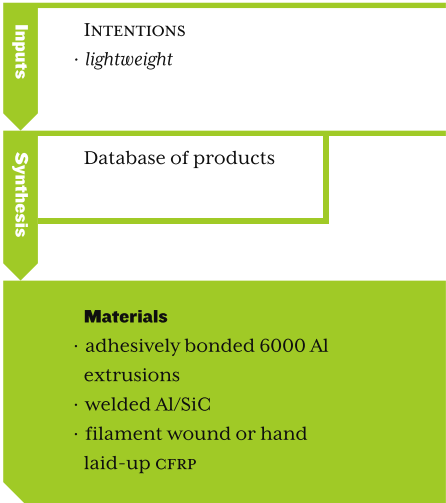 Inputs
INTENTIONS
· lightweight
Synthesis
Database of products
Materials
· adhesively bonded 6000 Al
extrusions
· welded Al/SiC
· filament wound or hand
laid-up CFRP